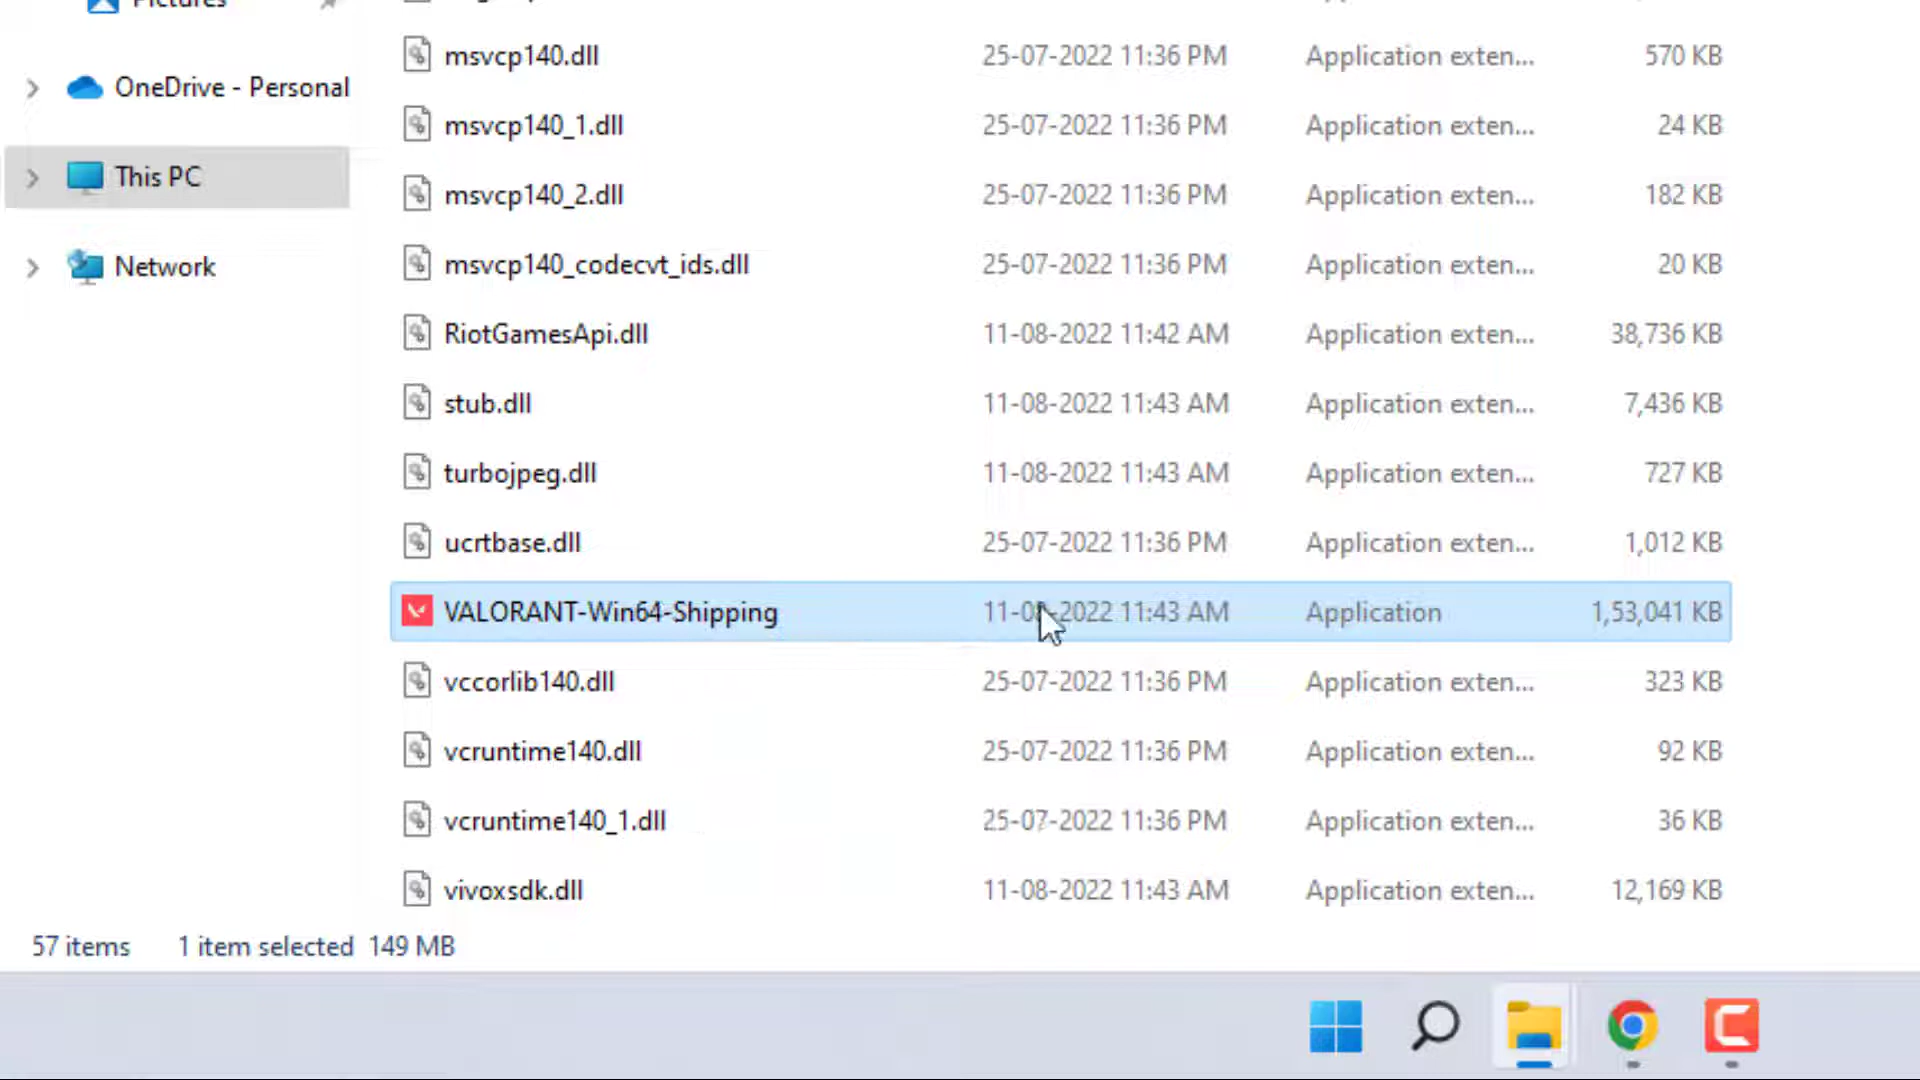 Pictures
OneDrive - Personal
This PC
Network
msvcp140.dll 25-07-2022 11:36 PM Application exten... 570 KB
msvcp140_1.dll 25-07-2022 11:36 PM Application exten... 24 KB
msvcp140_2.dll 25-07-2022 11:36 PM Application exten... 182 KB
msvcp140_codecvt_ids.dll 25-07-2022 11:36 PM Application exten... 20 KB
RiotGamesApi.dll 11-08-2022 11:42 AM Application exten... 38,736 KB
stub.dll 11-08-2022 11:43 AM Application exten... 7,436 KB
turbojpeg.dll 11-08-2022 11:43 AM Application exten... 727 KB
ucrtbase.dll 25-07-2022 11:36 PM Application exten... 1,012 KB
VALORANT-Win64-Shipping 11-08-2022 11:43 AM Application 1,53,041 KB
vccorlib140.dll 25-07-2022 11:36 PM Application exten... 323 KB
vcruntime140.dll 25-07-2022 11:36 PM Application exten... 92 KB
vcruntime140_1.dll 25-07-2022 11:36 PM Application exten... 36 KB
vivoxsdk.dll 11-08-2022 11:43 AM Application exten... 12,169 KB
57 items 1 item selected 149 MB